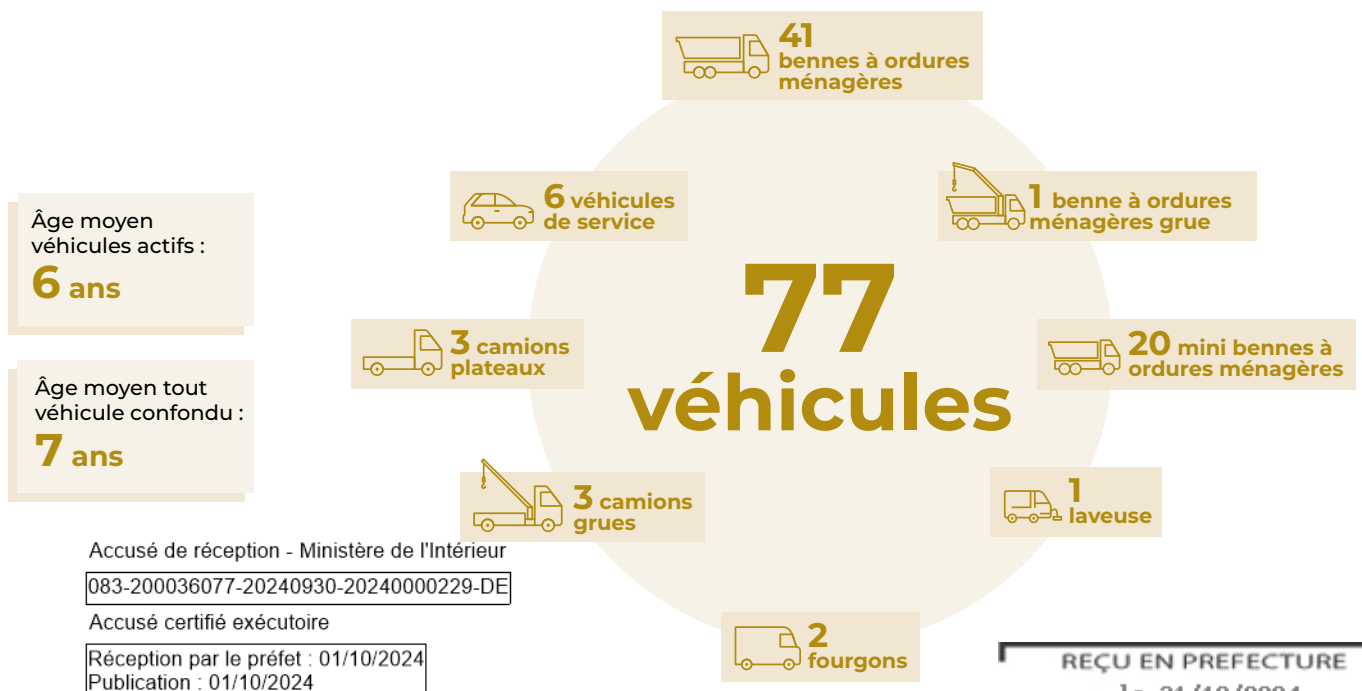 41
bennes à ordures
ménagères
6 véhicules
de service
1 benne à ordures
ménagères grue
Âge moyen
véhicules actifs :
6 ans
77
véhicules
3 camions
plateaux
20 mini bennes à
ordures ménagères
Âge moyen tout
véhicule confondu :
7 ans
3 camions
grues
1
laveuse
2
fourgons
Accusé de réception - Ministère de l'Intérieur
083-200036077-20240930-20240000229-DE
Accusé certifié exécutoire
Réception par le préfet : 01/10/2024
Publication : 01/10/2024
REÇU EN PREFECTURE